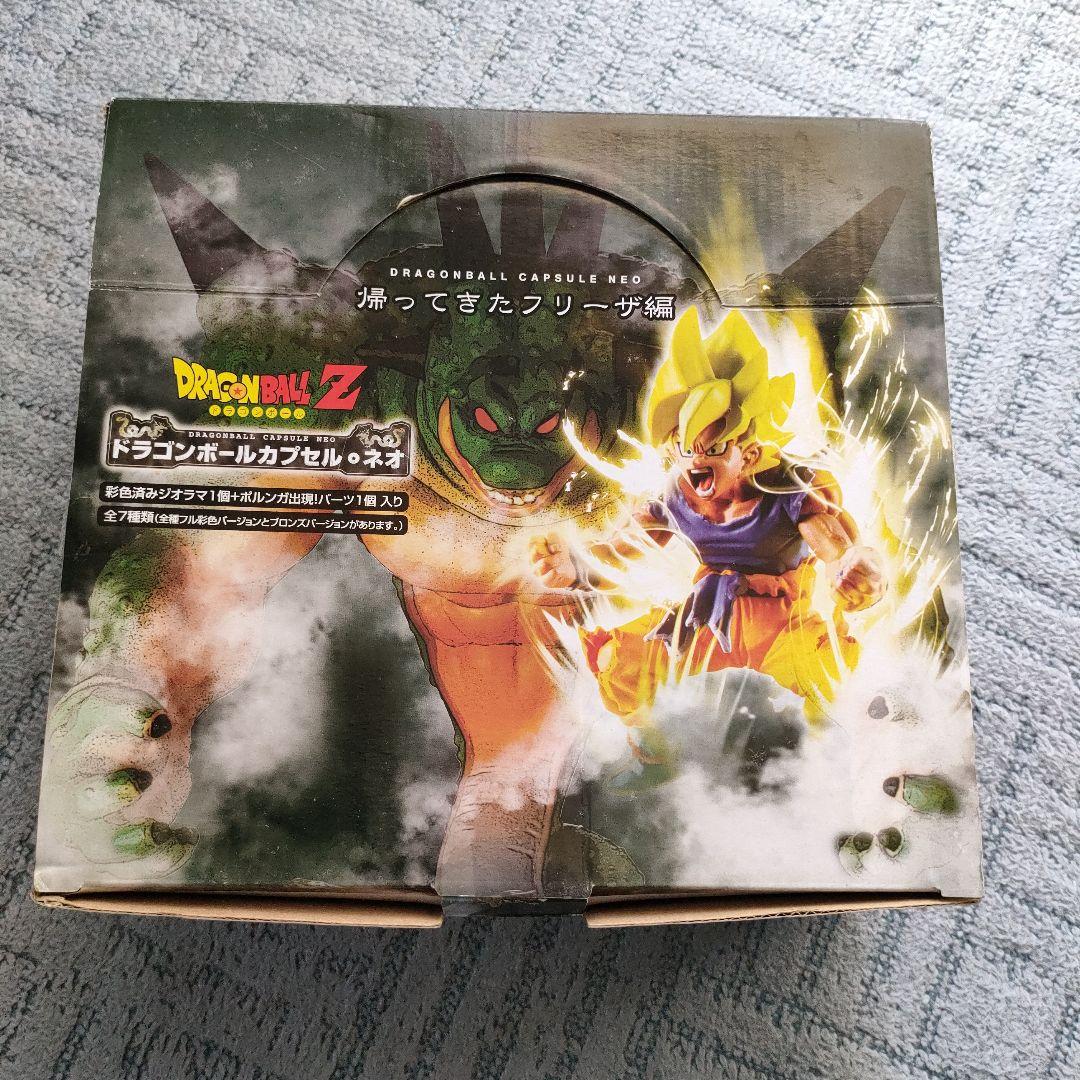 DRAGONBALL CAPSULE NEO
帰ってきたフリーザ編
DRAGONBALL Z
ドラゴンボール
DRAGONBALL CAPSULE NEO
ドラゴンボールカプセル・ネオ
彩色済みジオラマ1個+ポルンガ出現!パーツ1個 入り
全7種類(全種フル彩色バージョンとブロンズバージョンがあります。)